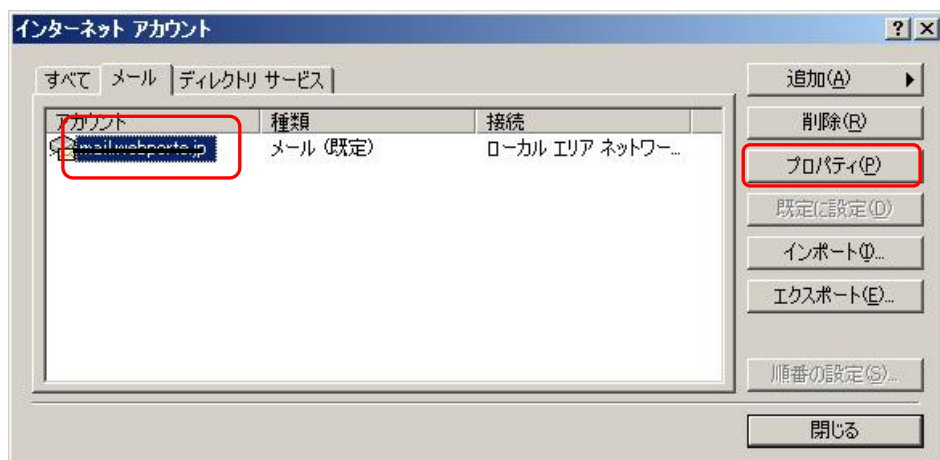 インターネット アカウント
すべて メール ディレクトリ サービス
アカウント 種類 接続
mail.webporte.jp メール (既定) ローカル エリア ネットワー...
追加(A)
削除(R)
プロパティ(P)
既定に設定(D)
インポート(I)...
エクスポート(E)...
順番の設定(S)...
閉じる